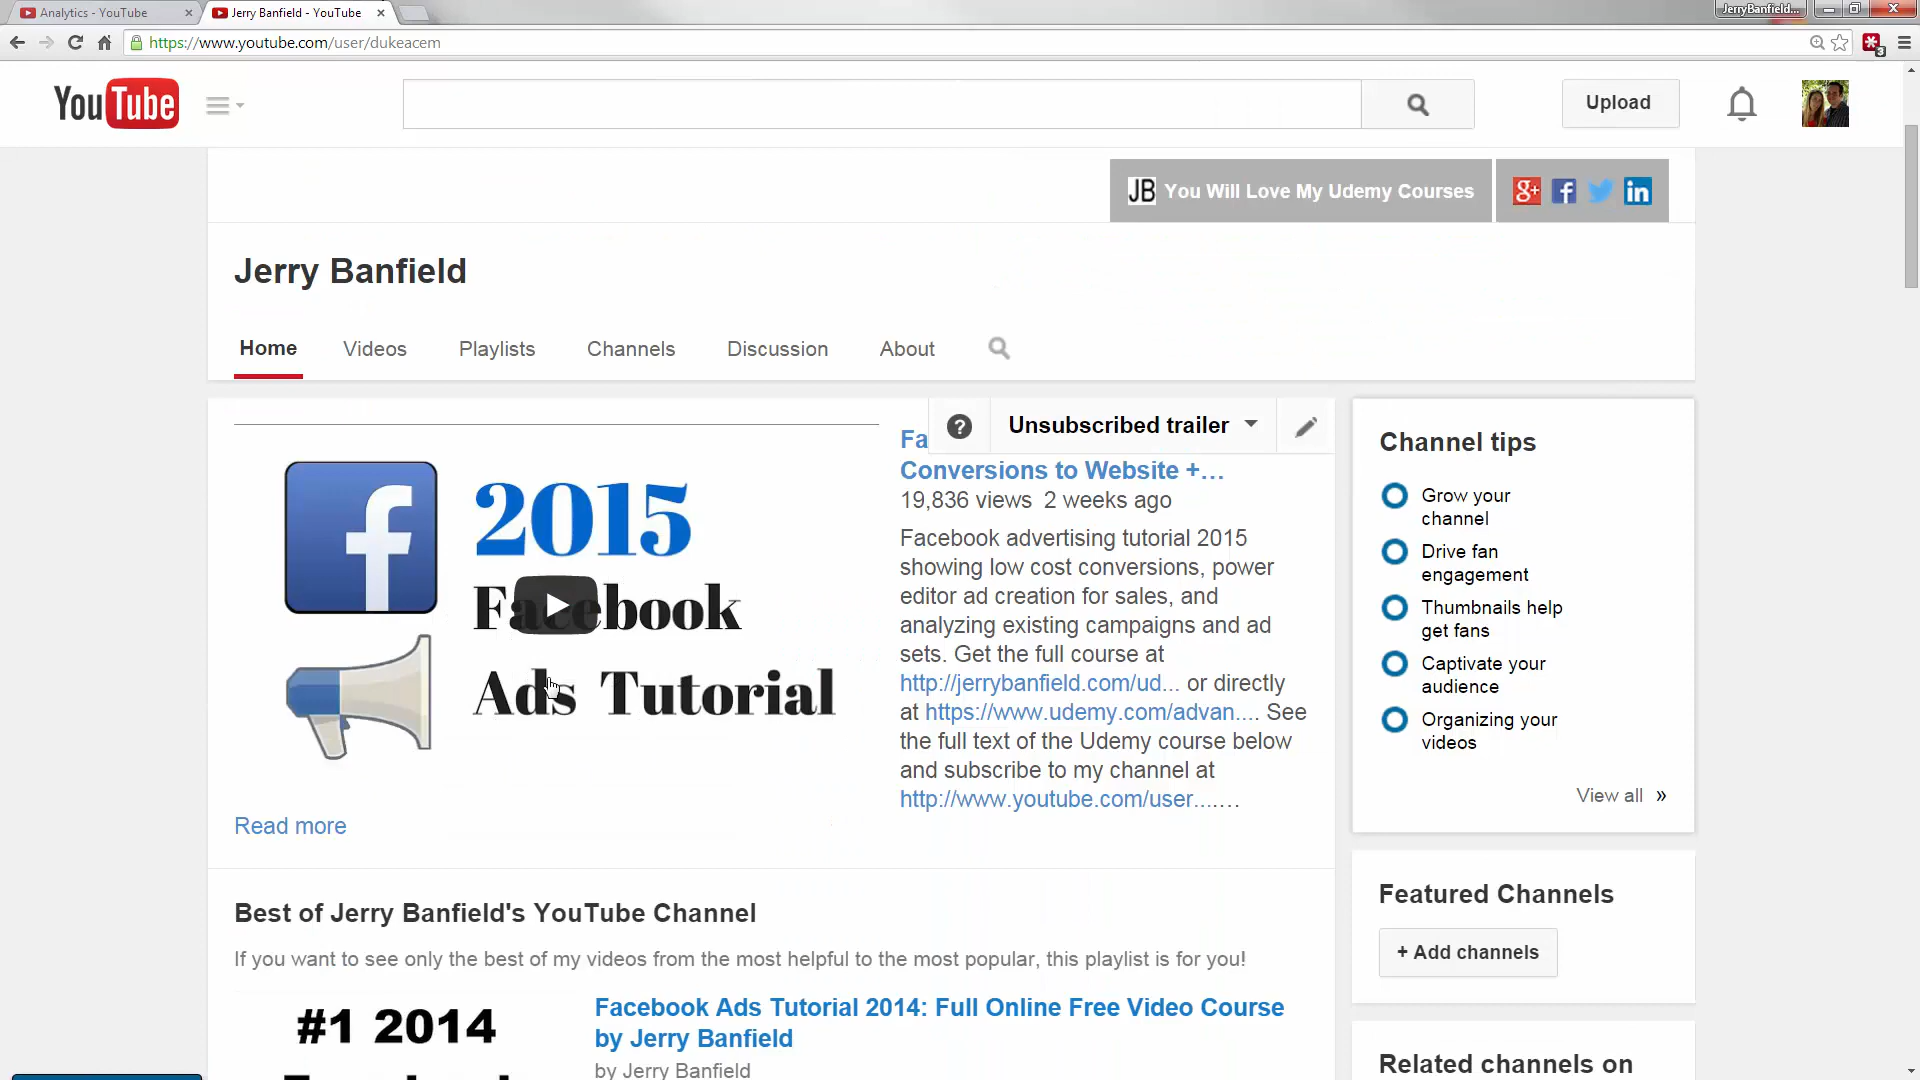 Analytics - YouTube
Jerry Banfield - YouTube
JerryBanfield...
https://www.youtube.com/user/dukeacem
3
YouTube
Upload
JB You Will Love My Udemy Courses
Jerry Banfield
Home Videos Playlists Channels Discussion About
? Unsubscribed trailer
Fa
Conversions to Website +...
19,836 views 2 weeks ago
Facebook advertising tutorial 2015
showing low cost conversions, power
editor ad creation for sales, and
analyzing existing campaigns and ad
sets. Get the full course at
http://jerrybanfield.com/ud... or directly
at https://www.udemy.com/advan.... See
the full text of the Udemy course below
and subscribe to my channel at
http://www.youtube.com/user.......
2015
Facebook
Ads Tutorial
Read more
Channel tips
Grow your
channel
Drive fan
engagement
Thumbnails help
get fans
Captivate your
audience
Organizing your
videos
View all »
Best of Jerry Banfield's YouTube Channel
If you want to see only the best of my videos from the most helpful to the most popular, this playlist is for you!
#1 2014
Facebook Ads Tutorial 2014: Full Online Free Video Course
by Jerry Banfield
by Jerry Banfield
Featured Channels
+ Add channels
Related channels on